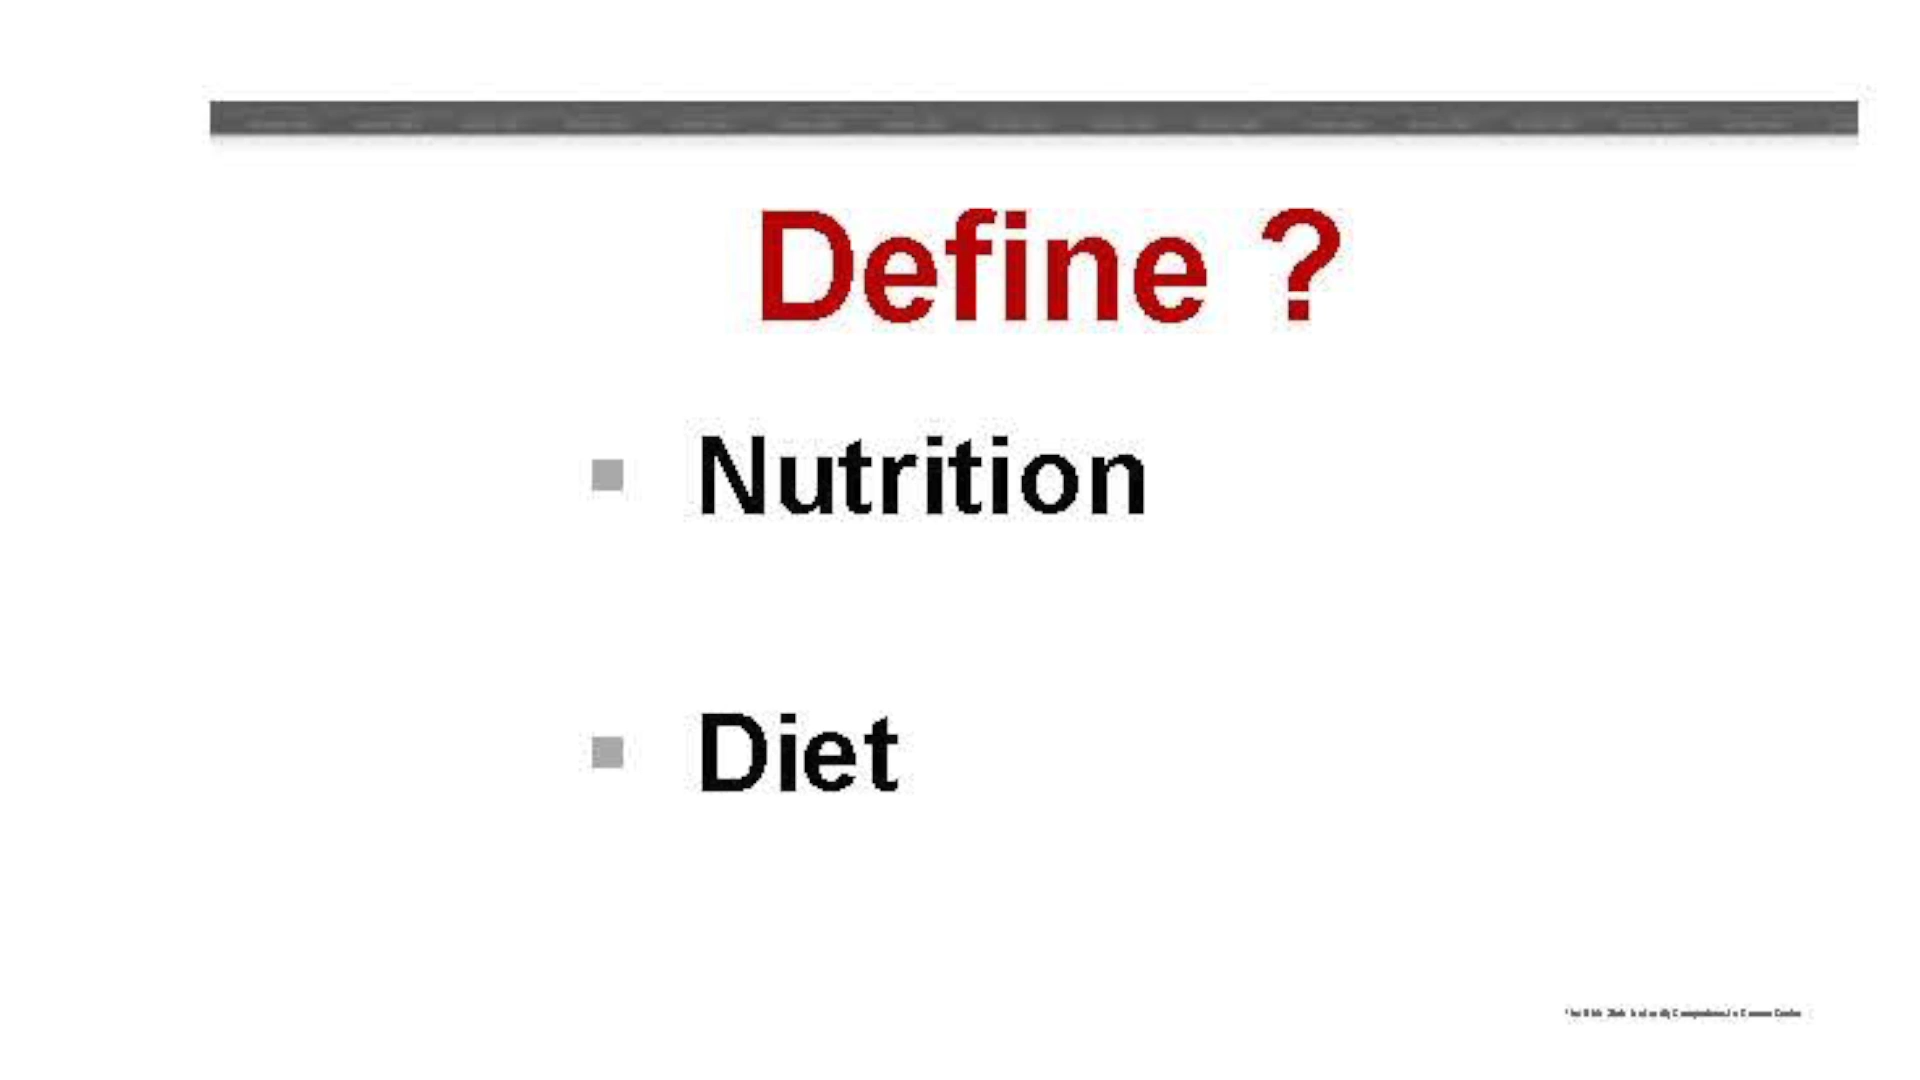 Define ?
Nutrition
Diet